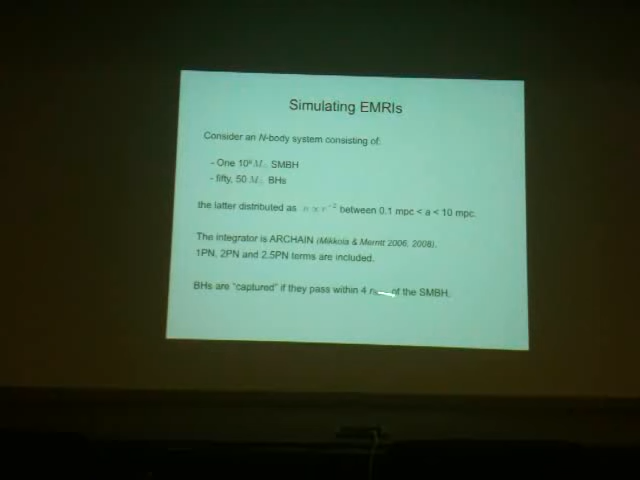 Simulating EMRIs
Consider an N-body system consisting of:
- One 10⁶ M☉ SMBH
- fifty, 50 M☉ BHs
the latter distributed as n ∝ r⁻² between 0.1 mpc < a < 10 mpc.
The integrator is ARCHAIN (Mikkola & Merritt 2006, 2008).
1PN, 2PN and 2.5PN terms are included.
BHs are "captured" if they pass within 4 of the SMBH.